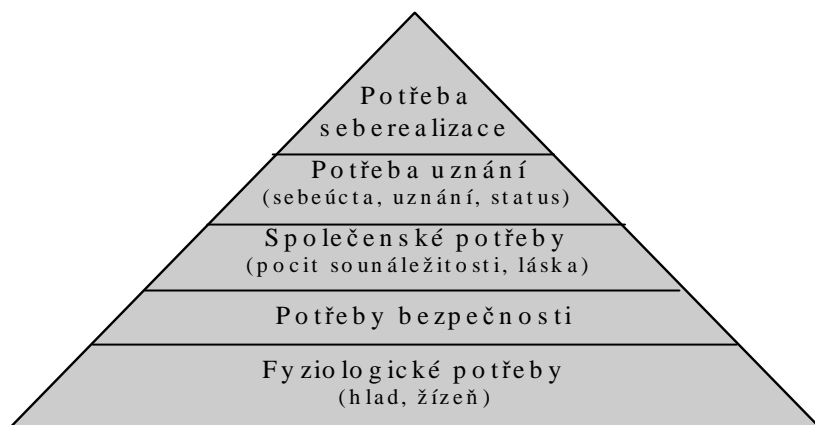 Potřeba
seberealizace
Potřeba uznání
(sebeúcta, uznání, status)
Společenské potřeby
(pocit sounáležitosti, láska)
Potřeby bezpečnosti
Fyziologické potřeby
(hlad, žízeň)